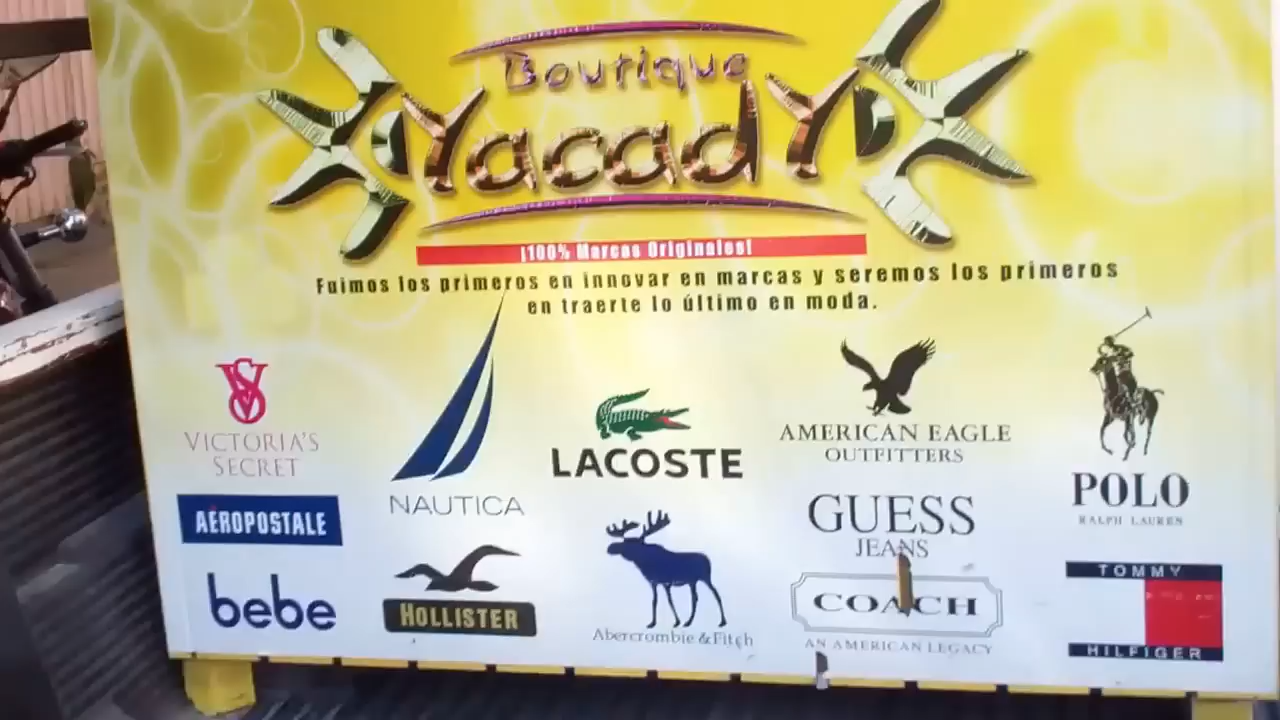 Boutique
YacadY
¡100% Marcas Originales!
Fuimos los primeros en innovar en marcas y seremos los primeros
en traerte lo último en moda.
VICTORIA'S
SECRET
NAUTICA
LACOSTE
AMERICAN EAGLE
OUTFITTERS
POLO
RALPH LAUREN
AÉROPOSTALE
bebe
HOLLISTER
Abercrombie & Fitch
GUESS
JEANS
COACH
AN AMERICAN LEGACY
TOMMY
HILFIGER